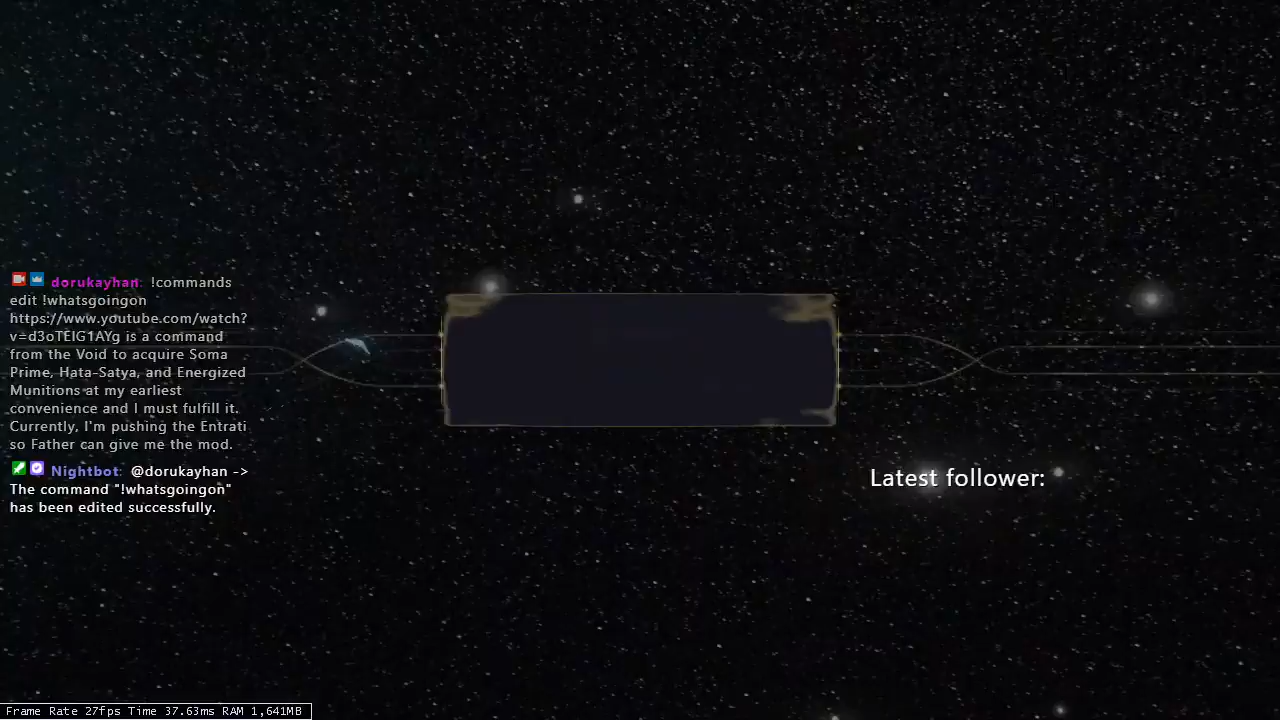 dorukayhan: !commands
edit !whatsgoingon
https://www.youtube.com/watch?
v=d3oTEIG1AYg is a command
from the Void to acquire Soma
Prime, Hata-Satya, and Energized
Munitions at my earliest
convenience and I must fulfill it.
Currently, I'm pushing the Entrati
so Father can give me the mod.
Nightbot: @dorukayhan ->
The command "!whatsgoingon"
has been edited successfully.
Latest follower:
Frame Rate 27fps Time 37.63ms RAM 1,641MB